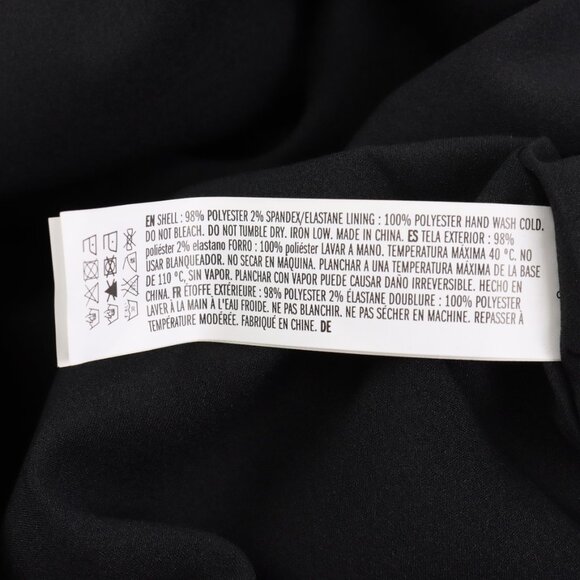 EN SHELL : 98% POLYESTER 2% SPANDEX/ELASTANE LINING : 100% POLYESTER HAND WASH COLD.
DO NOT BLEACH. DO NOT TUMBLE DRY. IRON LOW. MADE IN CHINA. ES TELA EXTERIOR : 98%
poliéster 2% elastano FORRO : 100% poliéster LAVAR A MANO. TEMPERATURA MÁXIMA 40 °C. NO
USAR BLANQUEADOR. NO SECAR EN MÁQUINA. PLANCHAR A UNA TEMPERATURA MÁXIMA DE LA BASE
DE 110 °C, SIN VAPOR. PLANCHAR CON VAPOR PUEDE CAUSAR DAÑO IRREVERSIBLE. HECHO EN
CHINA. FR ÉTOFFE EXTÉRIEURE : 98% POLYESTER 2% ÉLASTANE DOUBLURE : 100% POLYESTER
LAVER À LA MAIN À L'EAU FROIDE. NE PAS BLANCHIR. NE PAS SÉCHER EN MACHINE. REPASSER À
TEMPÉRATURE MODÉRÉE. FABRIQUÉ EN CHINE. DE